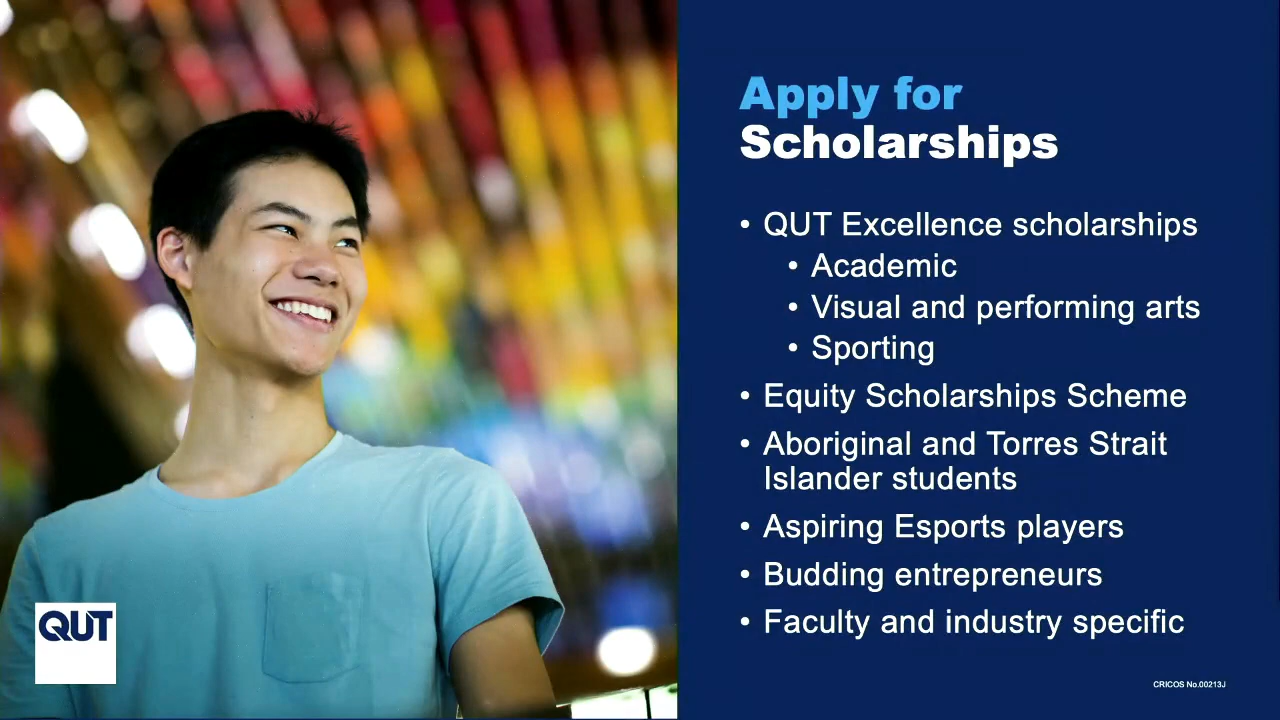 Apply for
Scholarships
• QUT Excellence scholarships
• Academic
• Visual and performing arts
• Sporting
• Equity Scholarships Scheme
• Aboriginal and Torres Strait
Islander students
• Aspiring Esports players
• Budding entrepreneurs
• Faculty and industry specific
QUT
CRICOS No.00213J